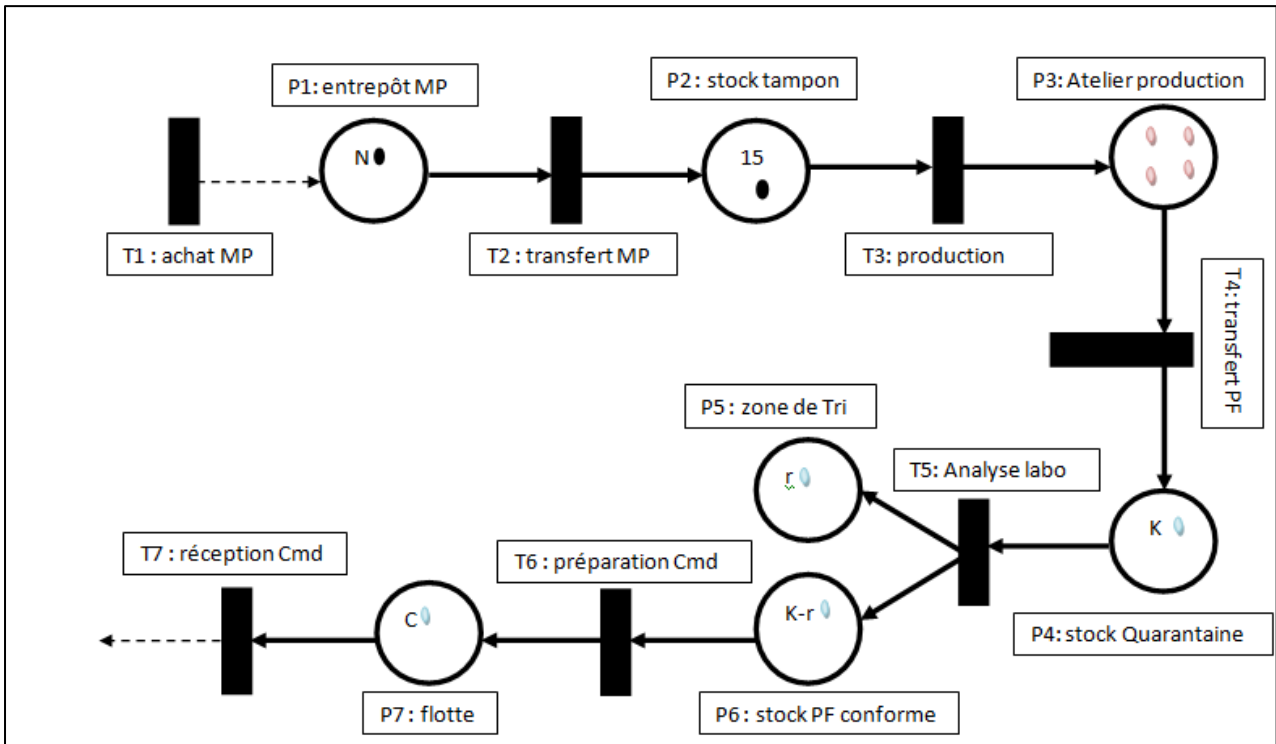 P1: entrepôt MP
P2 : stock tampon
P3: Atelier production
N
15
T1 : achat MP
T2 : transfert MP
T3: production
T4: transfert PF
P5 : zone de Tri
r
T5: Analyse labo
K
T7 : réception Cmd
T6 : préparation Cmd
C
K-r
P4: stock Quarantaine
P7 : flotte
P6 : stock PF conforme